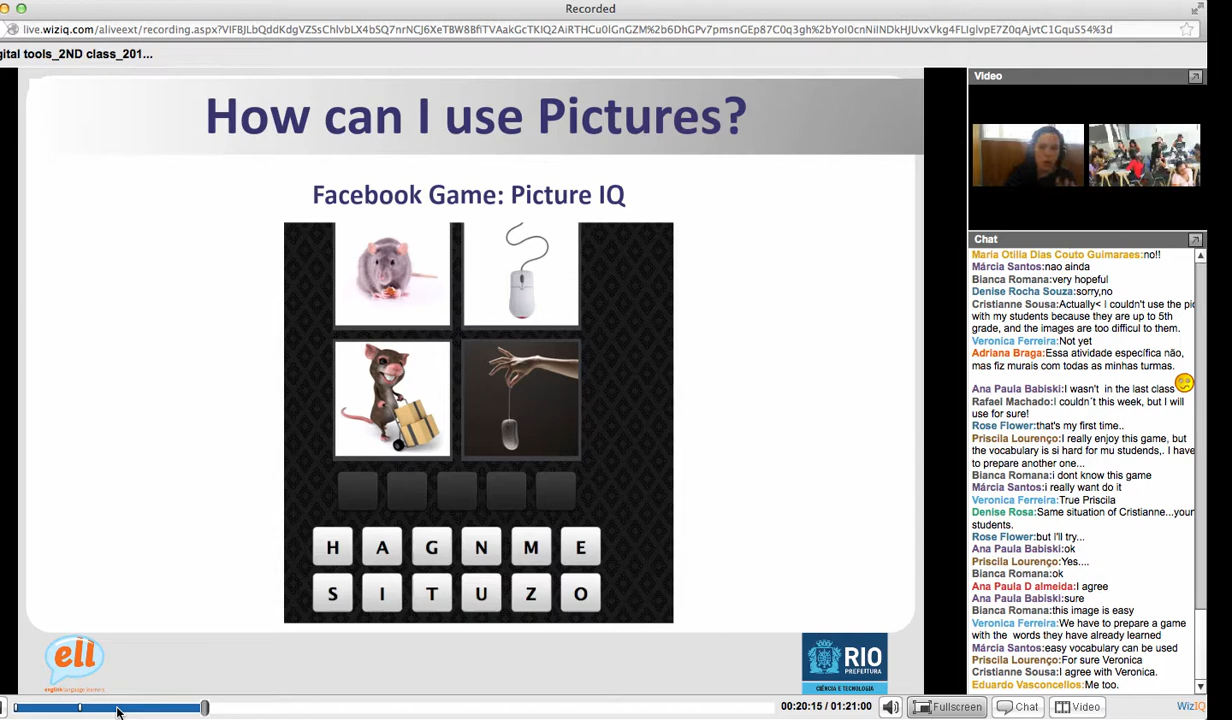 Recorded
live.wiziq.com/aliveext/recording.aspx?
gital tools_2ND class_201...
How can I use Pictures?
Facebook Game: Picture IQ
H A G N M E
S I T U Z O
ell
english language learners
RIO
PREFEITURA
CIÊNCIA E TECNOLOGIA
Video
Chat
Maria Otilia Dias Couto Guimaraes:no!!
Márcia Santos:nao ainda
Bianca Romana:very hopeful
Denise Rocha Souza:sorry,no
Cristianne Sousa:Actually< I couldn't use the pic
with my students because they are up to 5th
grade, and the images are too difficul to them.
Veronica Ferreira:Not yet
Adriana Braga:Essa atividade específica não,
mas fiz murais com todas as minhas turmas.
Ana Paula Babiski:I wasn't in the last class
Rafael Machado:I couldn´t this week, but I will
use for sure!
Rose Flower:that's my first time..
Priscila Lourenço:I really enjoy this game, but
the vocabulary is si hard for mu studends,. I have
to prepare another one...
Bianca Romana:i dont know this game
Márcia Santos:i really want do it
Veronica Ferreira:True Priscila
Denise Rosa:Same situation of Cristianne...your
students.
Rose Flower:but I'll try...
Ana Paula Babiski:ok
Priscila Lourenço:Yes....
Bianca Romana:ok
Ana Paula D almeida:I agree
Ana Paula Babiski:sure
Bianca Romana:this image is easy
Veronica Ferreira:We have to prepare a game
with the words they have already learned
Márcia Santos:easy vocabulary can be used
Priscila Lourenço:For sure Veronica
Cristianne Sousa:I agree with Veronica.
Eduardo Vasconcellos:Me too.
00:20:15 / 01:21:00
Fullscreen
Chat
Video
WizIQ